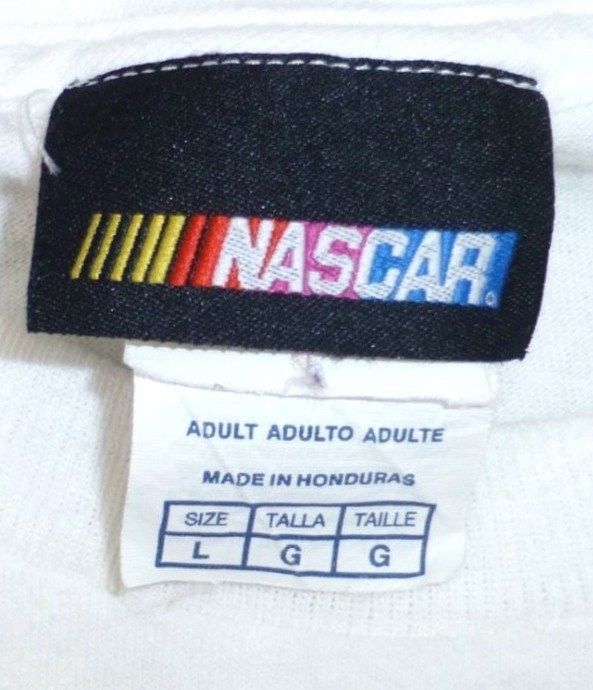 NASCAR.
ADULT ADULTO ADULTE
MADE IN HONDURAS
SIZE TALLA TAILLE
L G G